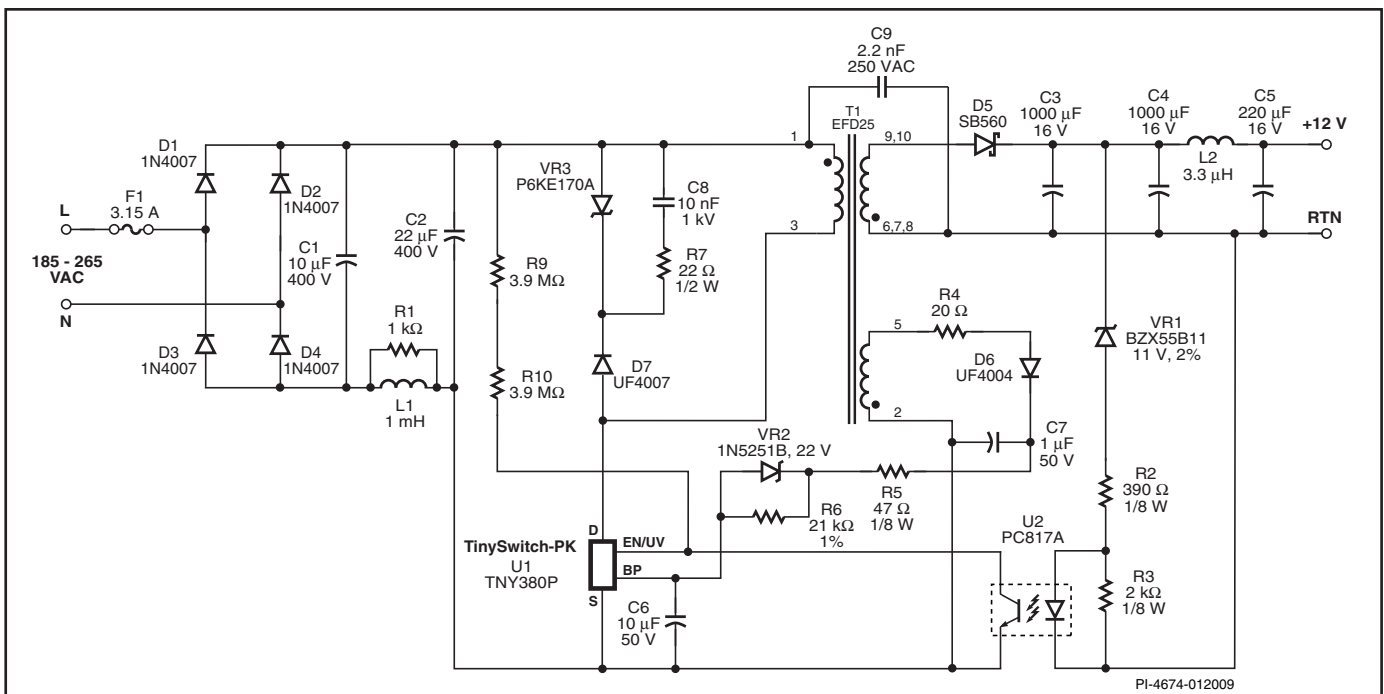 C9
2.2 nF
250 VAC
D5
SB560
C3
1000 μF
16 V
C4
1000 μF
16 V
C5
220 μF
16 V
+12 V
T1
EFD25
D1
1N4007
1
9,10
L2
3.3 μH
VR3
P6KE170A
F1
3.15 A
D2
1N4007
C8
10 nF
1 kV
L
C2
22 μF
400 V
3
6,7,8
RTN
185 - 265
VAC
C1
10 μF
400 V
R9
3.9 MΩ
R7
22 Ω
1/2 W
N
R4
20 Ω
R1
1 kΩ
5
VR1
BZX55B11
11 V, 2%
D3
1N4007
D4
1N4007
D7
UF4007
D6
UF4004
R10
3.9 MΩ
L1
1 mH
2
C7
1 μF
50 V
VR2
1N5251B, 22 V
R2
390 Ω
1/8 W
R5
47 Ω
1/8 W
R6
21 kΩ
1%
U2
PC817A
D
TinySwitch-PK
U1
TNY380P
EN/UV
BP
S
R3
2 kΩ
1/8 W
C6
10 μF
50 V
PI-4674-012009